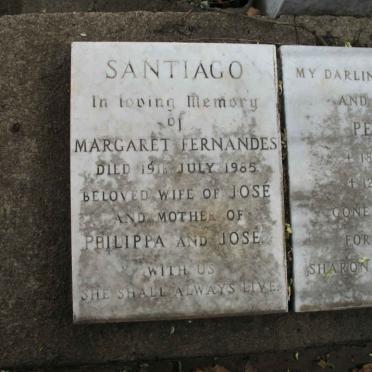 SANTIAGO
In loving Memory
of
MARGARET FERNANDES
DIED 19TH JULY 1985
BELOVED WIFE OF JOSE
AND MOTHER OF
PHILIPPA AND JOSE.
WITH US
SHE SHALL ALWAYS LIVE.
MY DARLIN
AND
PE
GONE
FOR
SHARON